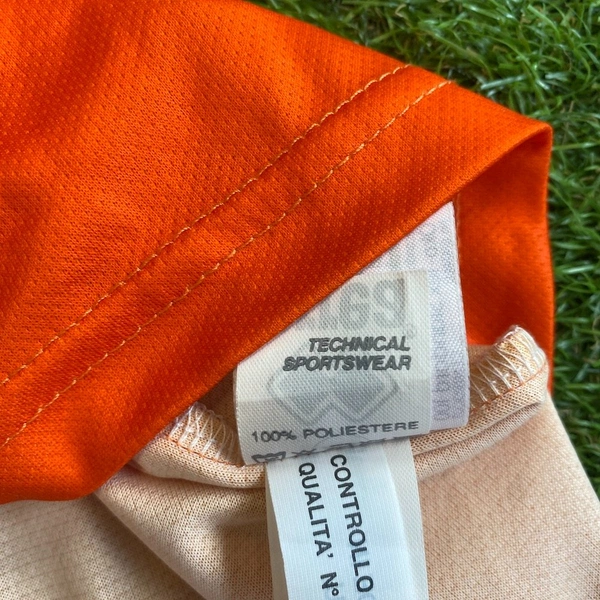 TECHNICAL
SPORTSWEAR
100% POLIESTERE
CONTROLLO
QUALITA' N°